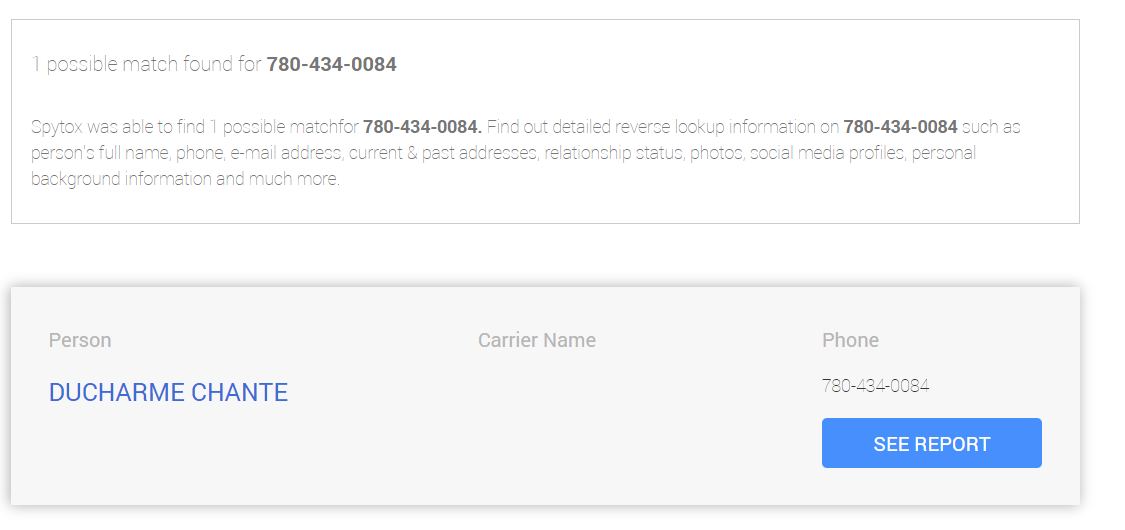 1 possible match found for 780-434-0084
Spytox was able to find 1 possible matchfor 780-434-0084. Find out detailed reverse lookup information on 780-434-0084 such as
person's full name, phone, e-mail address, current & past addresses, relationship status, photos, social media profiles, personal
background information and much more.
Person
Carrier Name
Phone
DUCHARME CHANTE
780-434-0084
SEE REPORT